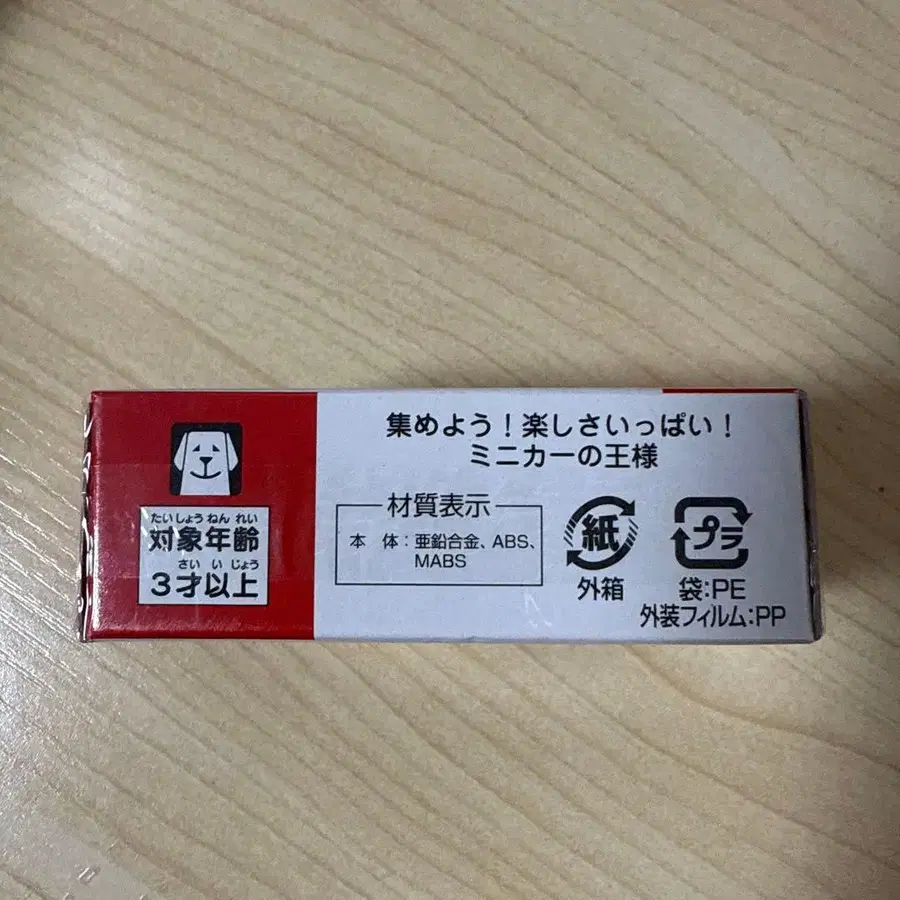 集めよう！楽しさいっぱい！
ミニカーの王様
たいしょうねんれい
対象年齢
さいいじょう
3才以上
材質表示
本 体：亜鉛合金、ABS、
MABS
紙
外箱
プラ
袋:PE
外装フィルム:PP